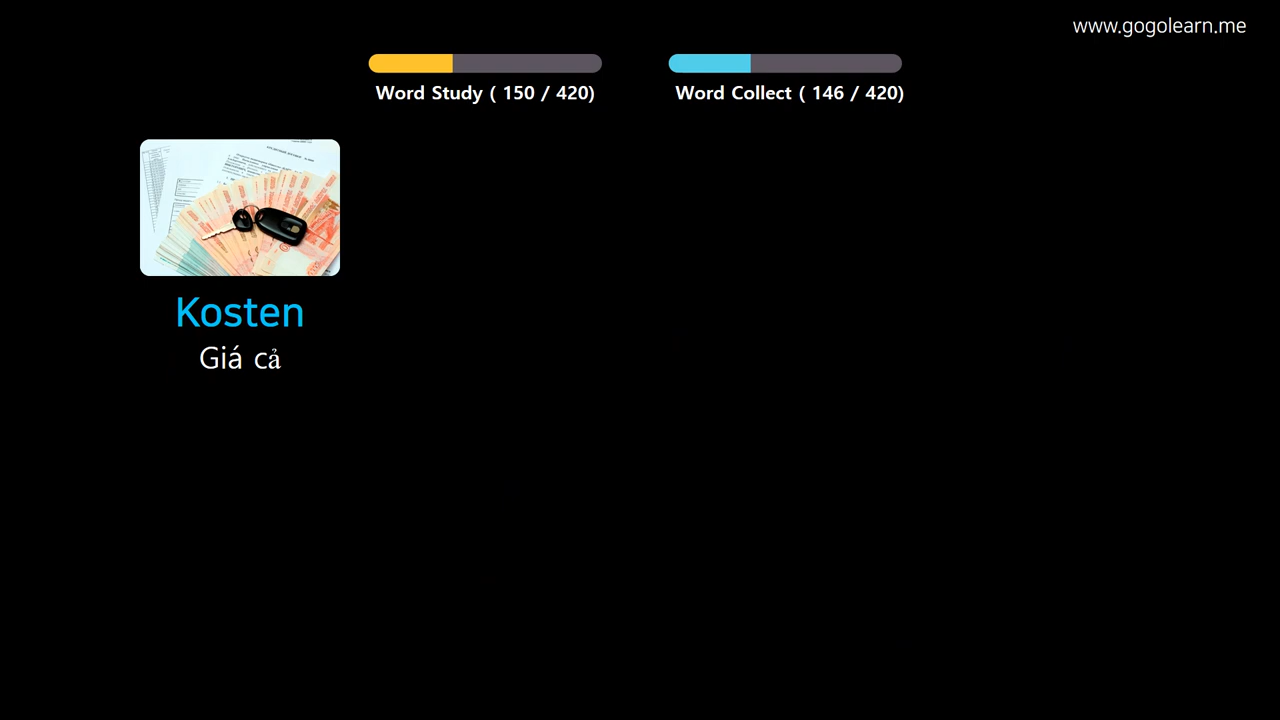 www.gogolearn.me
Word Study ( 150 / 420)
Word Collect ( 146 / 420)
Kosten
Giá cả